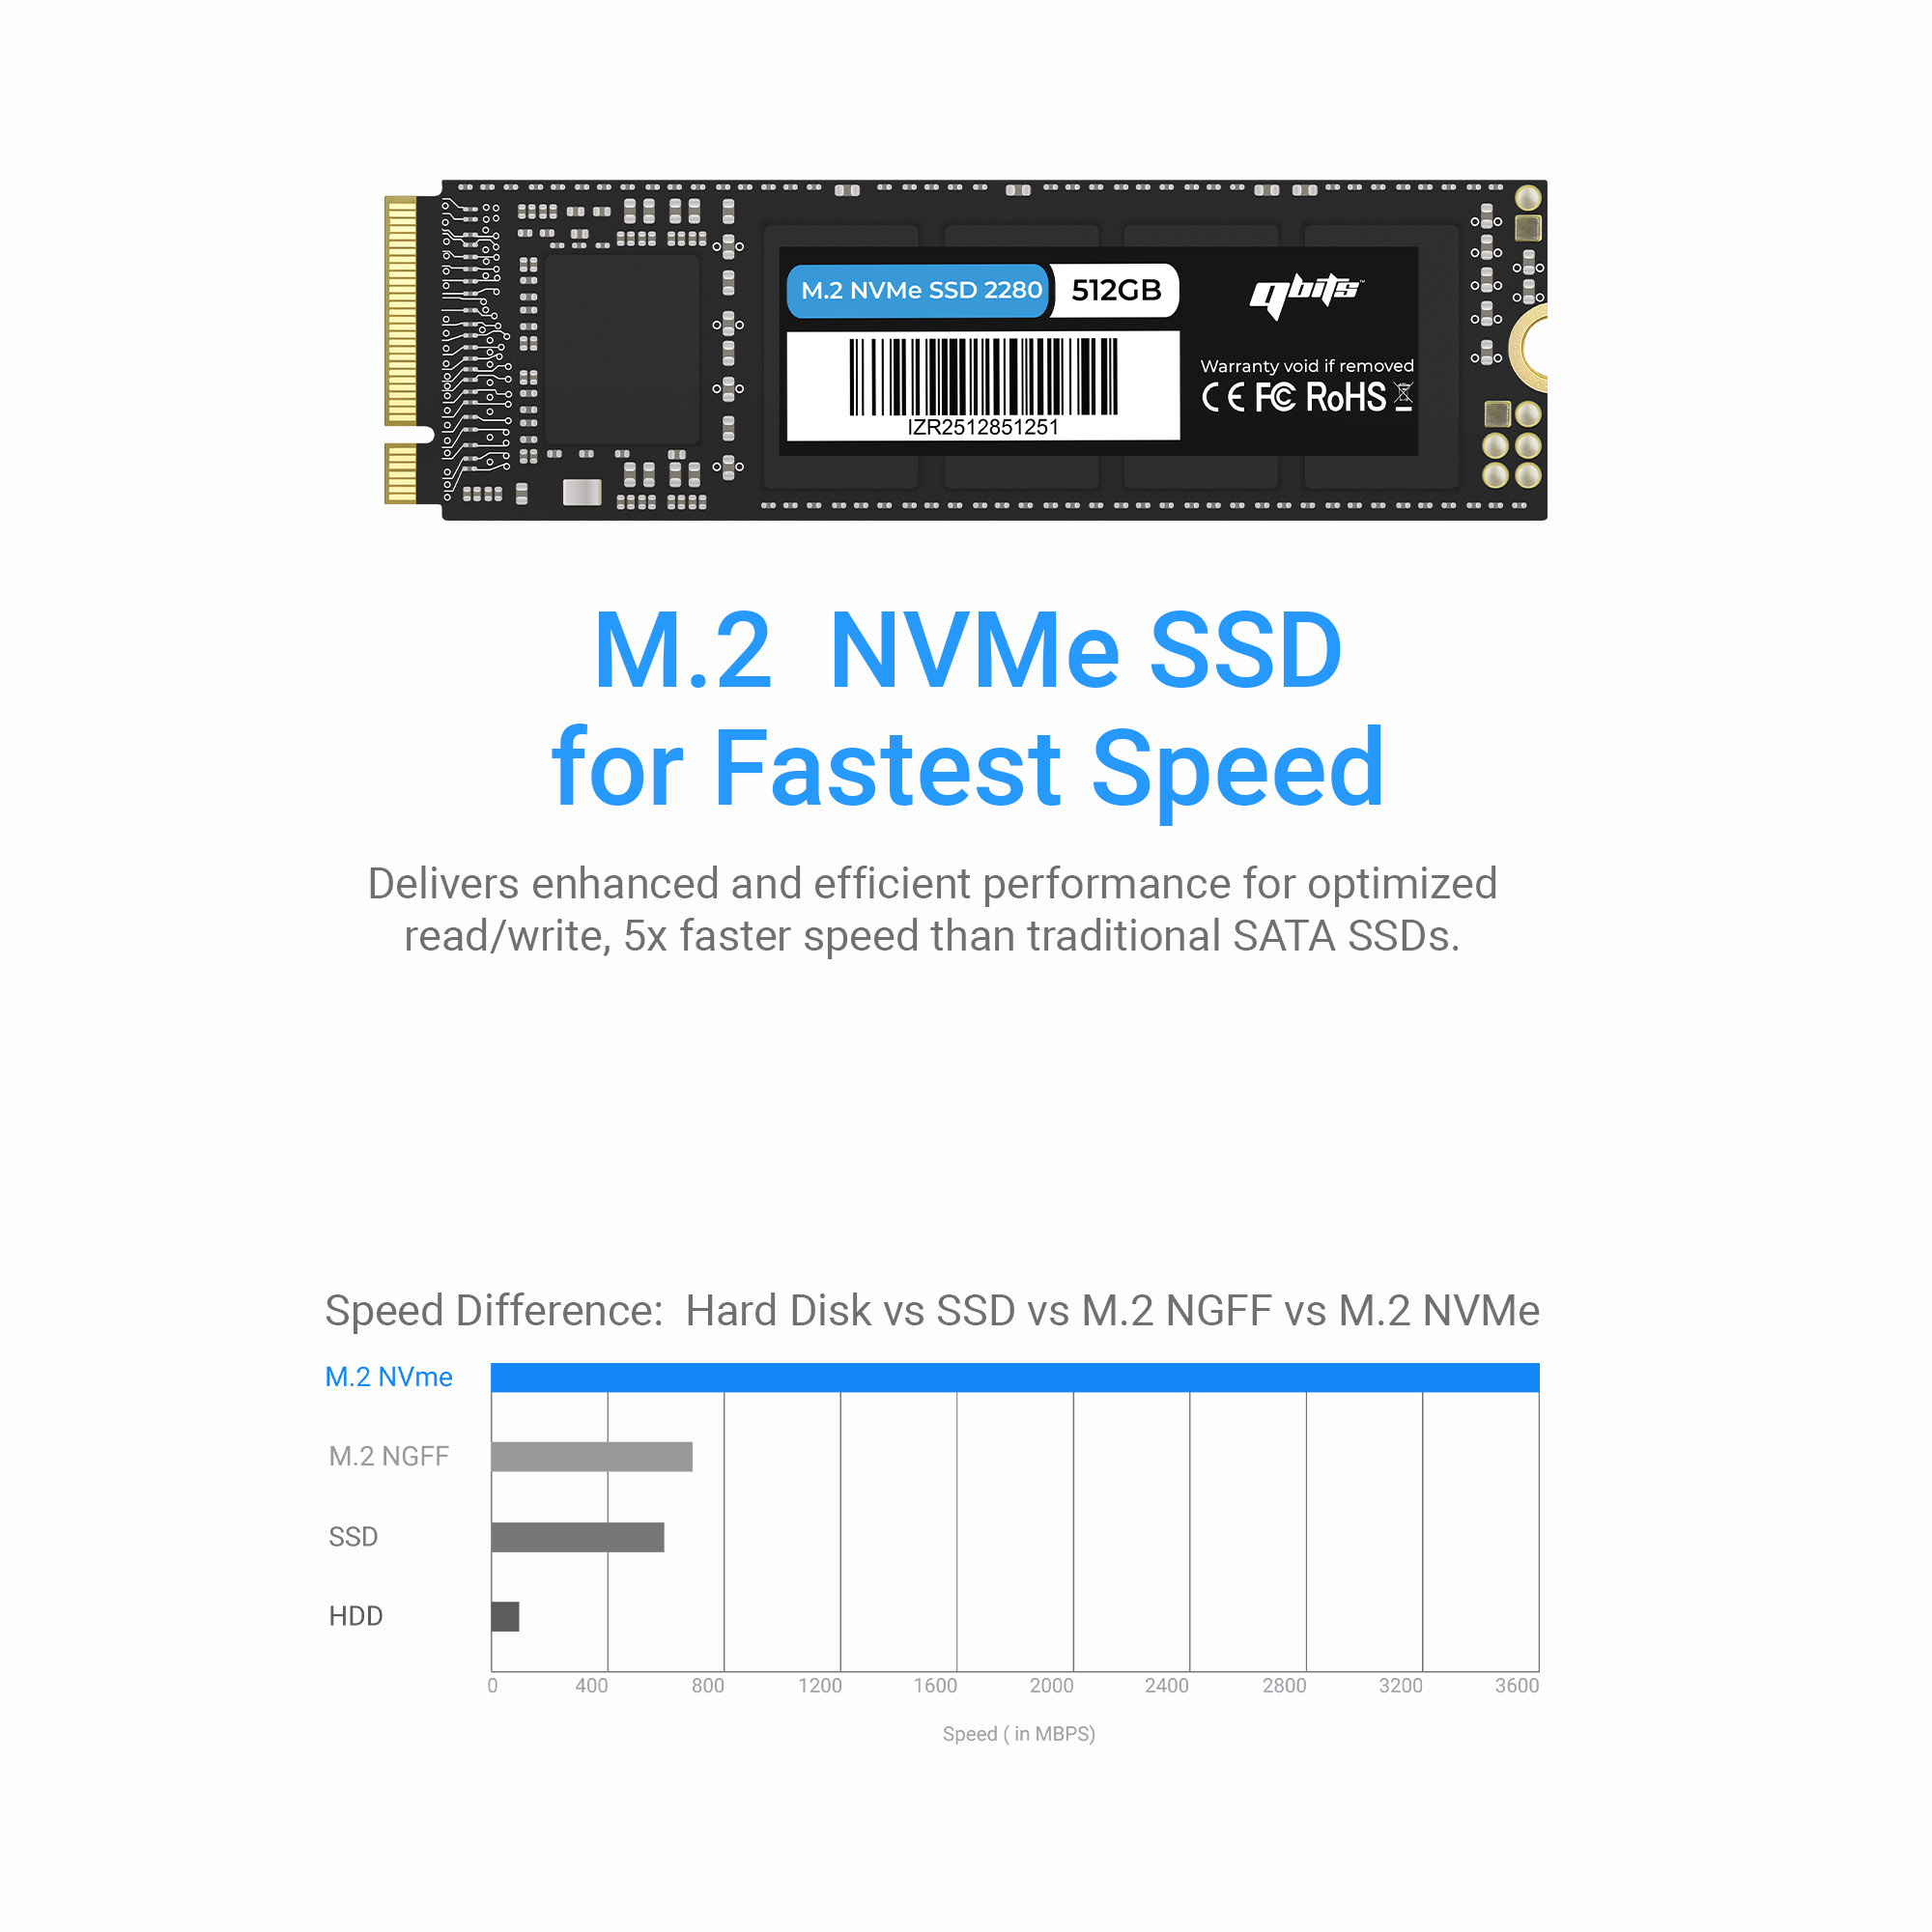 M.2 NVMe SSD 2280 512GB
qbits™
IZR2512851251
Warranty void if removed
CE FC RoHS
M.2 NVMe SSD
for Fastest Speed
Delivers enhanced and efficient performance for optimized
read/write, 5x faster speed than traditional SATA SSDs.
Speed Difference: Hard Disk vs SSD vs M.2 NGFF vs M.2 NVMe
M.2 NVme
M.2 NGFF
SSD
HDD
0 400 800 1200 1600 2000 2400 2800 3200 3600
Speed ( in MBPS)